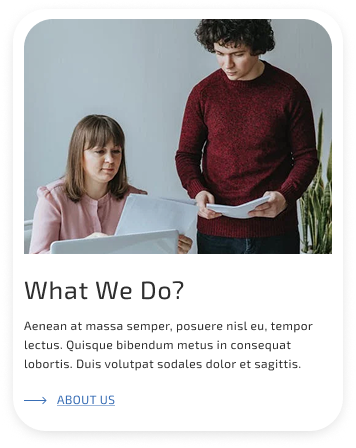 What We Do?
Aenean at massa semper, posuere nisl eu, tempor
lectus. Quisque bibendum metus in consequat
lobortis. Duis volutpat sodales dolor et sagittis.
ABOUT US